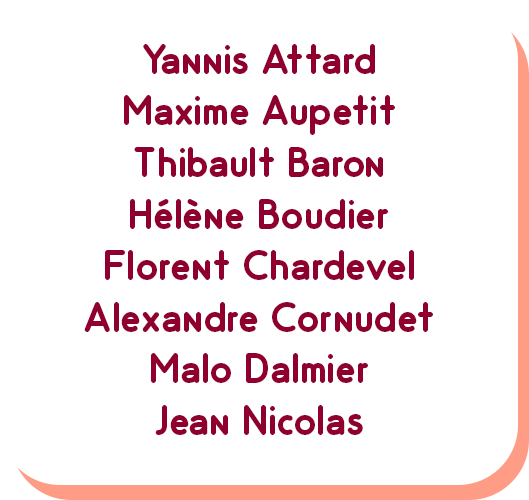 Yannis Attard
Maxime Aupetit
Thibault Baron
Hélène Boudier
Florent Chardevel
Alexandre Cornudet
Malo Dalmier
Jean Nicolas